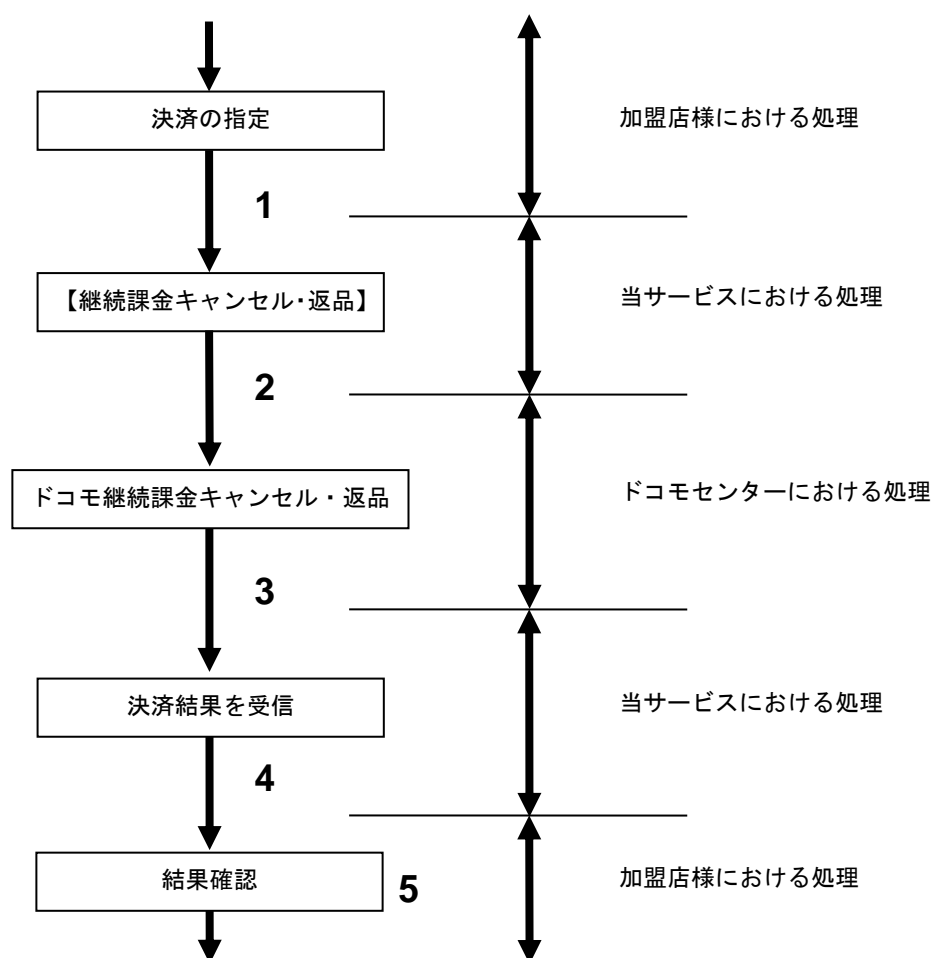 決済の指定
加盟店様における処理
1
【継続課金キャンセル・返品】
当サービスにおける処理
2
ドコモ継続課金キャンセル・返品
ドコモセンターにおける処理
3
決済結果を受信
当サービスにおける処理
4
結果確認
5
加盟店様における処理